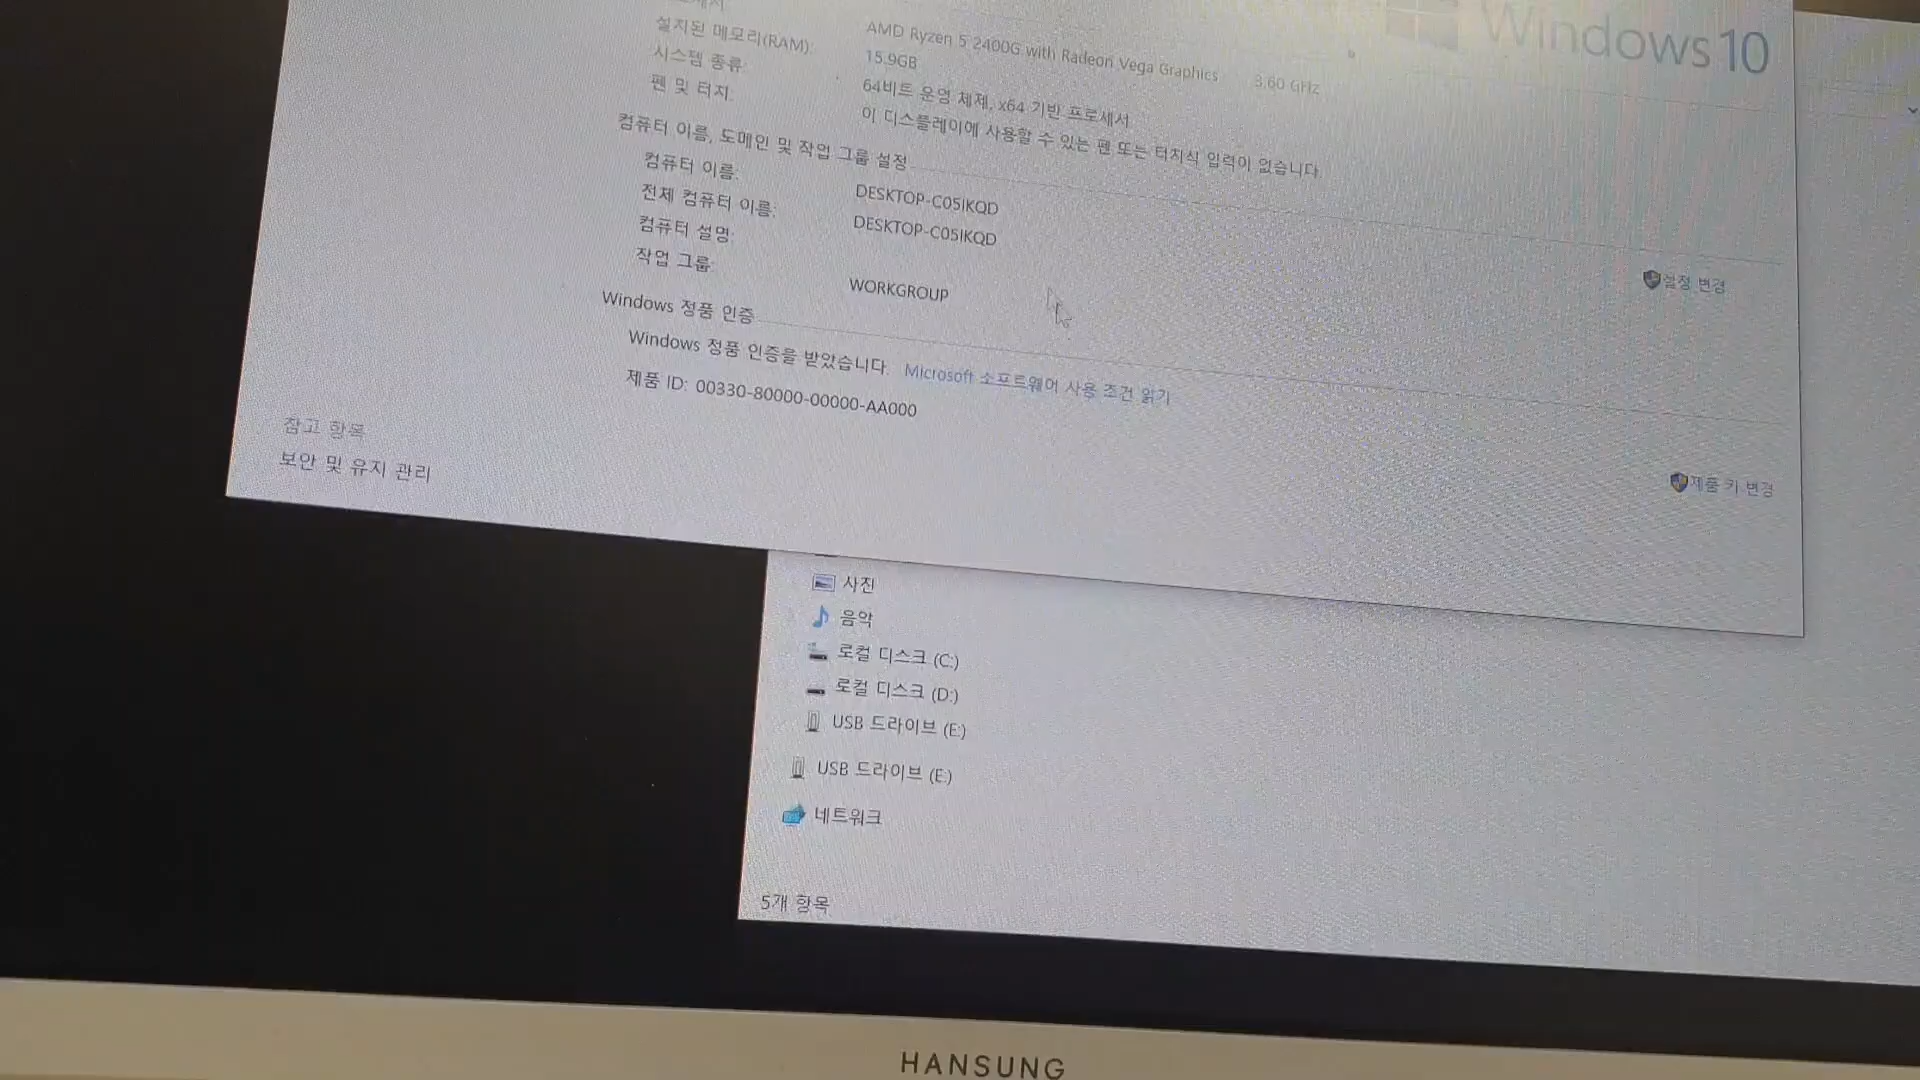 Windows 10
AMD Ryzen 5 2400G with Radeon Vega Graphics 3.60 GHz
설치된 메모리(RAM): 15.9GB
시스템 종류: 64비트 운영 체제, x64 기반 프로세서
펜 및 터치: 이 디스플레이에 사용할 수 있는 펜 또는 터치식 입력이 없습니다.
컴퓨터 이름, 도메인 및 작업 그룹 설정
컴퓨터 이름: DESKTOP-C05IKQD
전체 컴퓨터 이름: DESKTOP-C05IKQD
컴퓨터 설명:
작업 그룹: WORKGROUP
설정 변경
Windows 정품 인증
Windows 정품 인증을 받았습니다. Microsoft 소프트웨어 사용 조건 읽기
제품 ID: 00330-80000-00000-AA000
제품 키 변경
참고 항목
보안 및 유지 관리
사진
음악
로컬 디스크 (C:)
로컬 디스크 (D:)
USB 드라이브 (E:)
USB 드라이브 (E:)
네트워크
5개 항목
HANSUNG